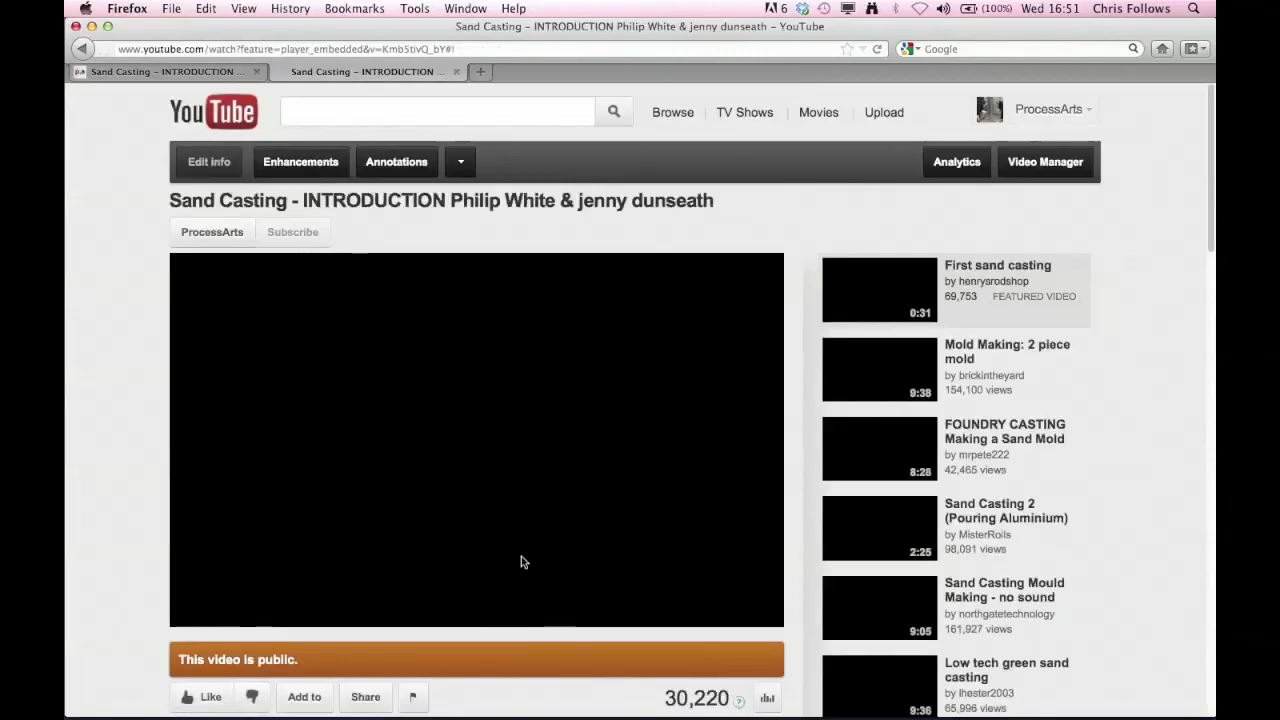 Firefox File Edit View History Bookmarks Tools Window Help 6 (100%) Wed 16:51 Chris Follows
Sand Casting - INTRODUCTION Philip White & jenny dunseath - YouTube
www.youtube.com/watch?feature=player_embedded&v=Kmb5tivQ_bY#! Google
Sand Casting - INTRODUCTION ... Sand Casting - INTRODUCTION ...
YouTube Browse TV Shows Movies Upload ProcessArts
Edit info Enhancements Annotations Analytics Video Manager
Sand Casting - INTRODUCTION Philip White & jenny dunseath
ProcessArts Subscribe
First sand casting
by henrysrodshop
69,753 FEATURED VIDEO
0:31
Mold Making: 2 piece
mold
by brickintheyard
154,100 views
9:38
FOUNDRY CASTING
Making a Sand Mold
by mrpete222
42,465 views
8:28
Sand Casting 2
(Pouring Aluminium)
by MisterRoils
98,091 views
2:25
Sand Casting Mould
Making - no sound
by northgatetechnology
161,927 views
9:05
Low tech green sand
casting
by lhester2003
65,996 views
9:36
This video is public.
Like Add to Share 30,220